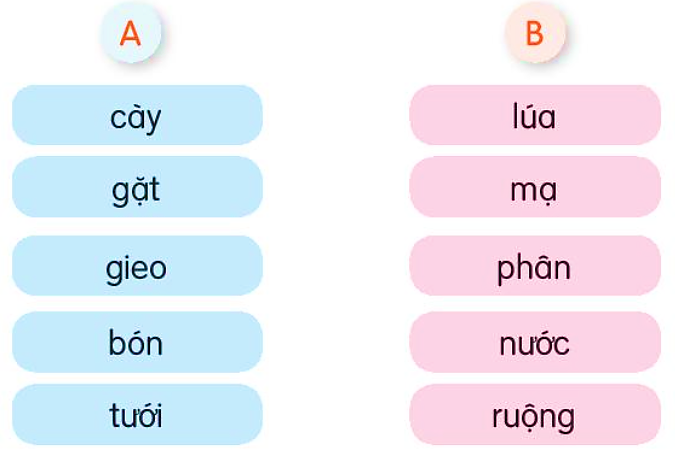 A B
cày lúa
gặt mạ
gieo phân
bón nước
tưới ruộng